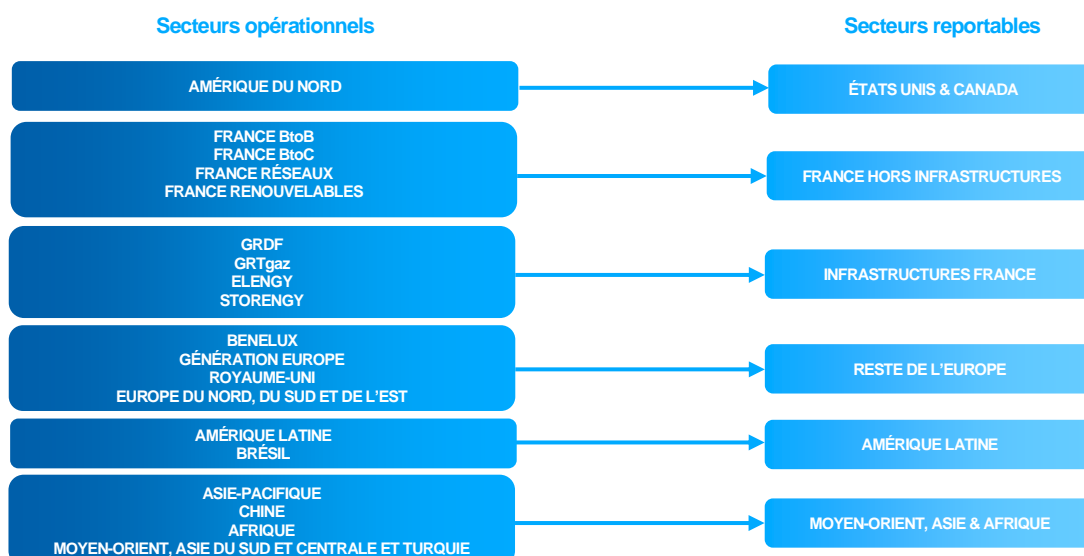 Secteurs opérationnels
Secteurs reportables
AMÉRIQUE DU NORD
ÉTATS UNIS & CANADA
FRANCE BtoB
FRANCE BtoC
FRANCE RÉSEAUX
FRANCE RENOUVELABLES
FRANCE HORS INFRASTRUCTURES
GRDF
GRTgaz
ELENGY
STORENGY
INFRASTRUCTURES FRANCE
BENELUX
GÉNÉRATION EUROPE
ROYAUME-UNI
EUROPE DU NORD, DU SUD ET DE L'EST
RESTE DE L'EUROPE
AMÉRIQUE LATINE
BRÉSIL
AMÉRIQUE LATINE
ASIE-PACIFIQUE
CHINE
AFRIQUE
MOYEN-ORIENT, ASIE DU SUD ET CENTRALE ET TURQUIE
MOYEN-ORIENT, ASIE & AFRIQUE